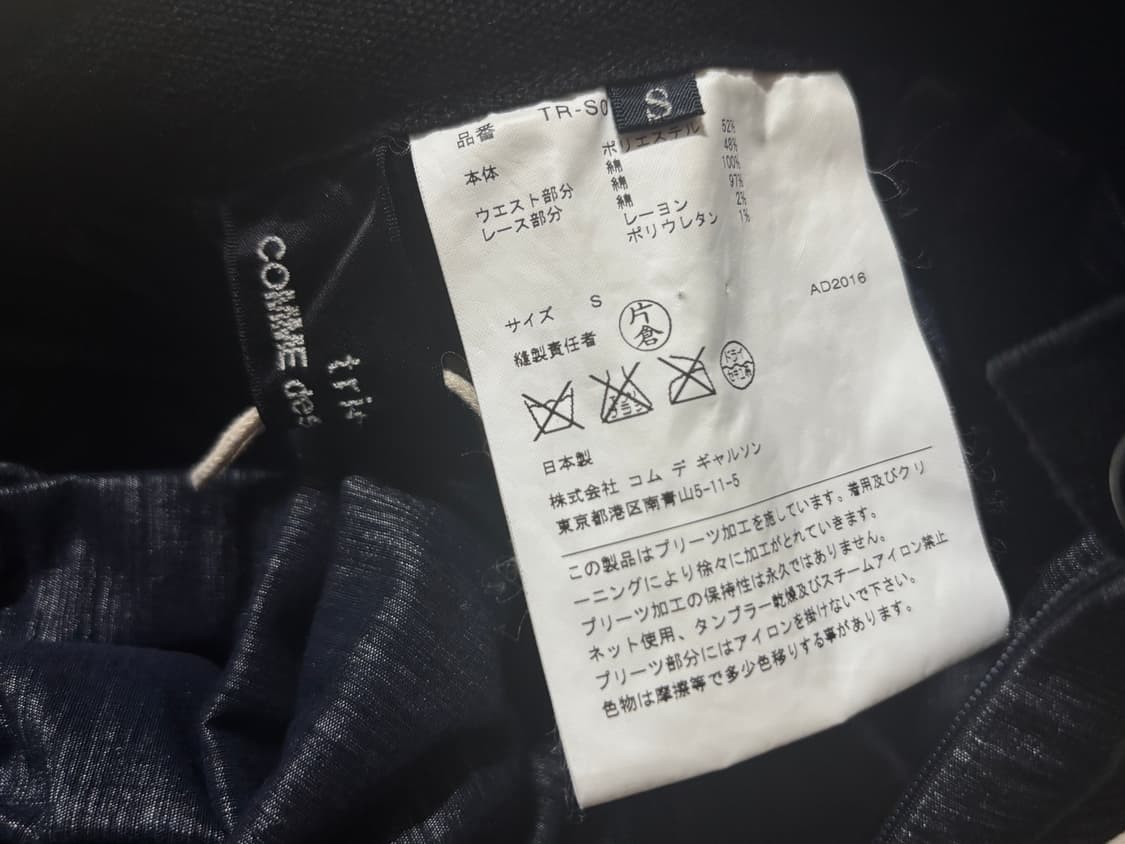 COMME des
tri
S
品番 TR-S0
本体 ポリエステル 52%
綿 48%
ウエスト部分 綿 100%
レース部分 綿 97%
レーヨン 2%
ポリウレタン 1%
AD2016
サイズ S
縫製責任者 片倉
ドライ
セキユ系
日本製
株式会社 コム デ ギャルソン
東京都港区南青山5-11-5
この製品はプリーツ加工を施しています。着用及びクリ
ーニングにより徐々に加工がとれていきます。
プリーツ加工の保持性は永久ではありません。
ネット使用、タンブラー乾燥及びスチームアイロン禁止
プリーツ部分にはアイロンを掛けないで下さい。
色物は摩擦等で多少色移りする事があります。